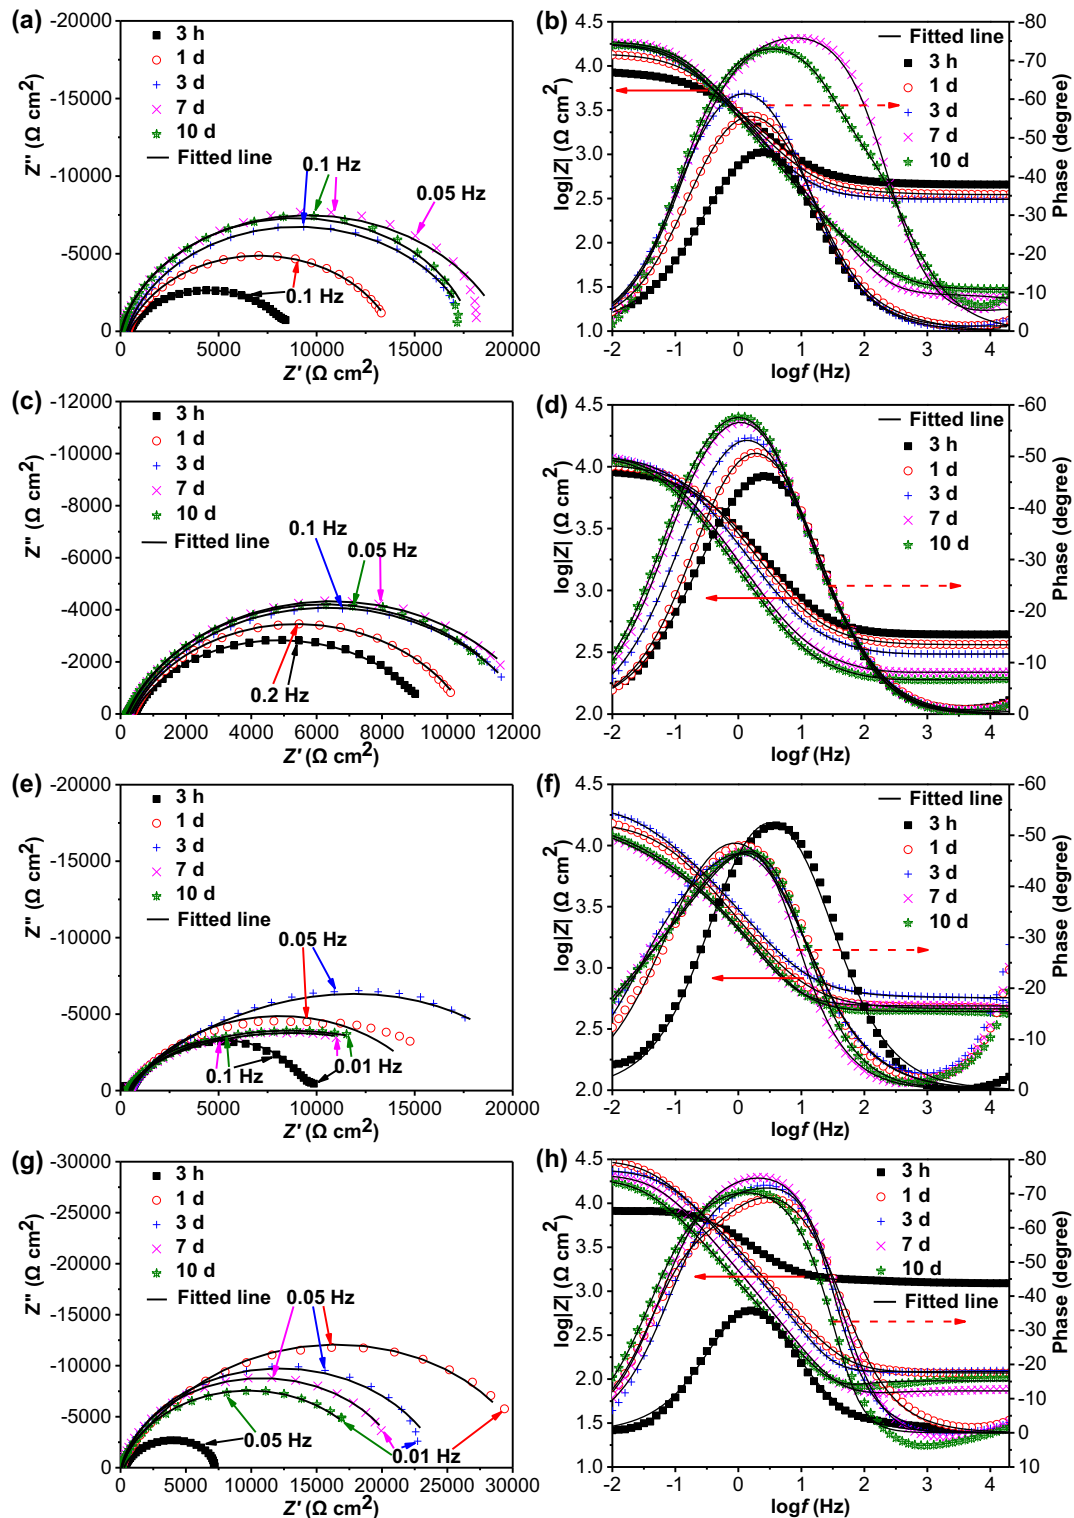 (a)
-20000
-15000
-10000
-5000
0
0 5000 10000 15000 20000
Z'' (Ω cm²)
Z' (Ω cm²)
3 h
1 d
3 d
7 d
10 d
Fitted line
0.1 Hz
0.05 Hz
0.1 Hz
(b)
4.5
4.0
3.5
3.0
2.5
2.0
1.5
1.0
-2 -1 0 1 2 3 4
-80
-70
-60
-50
-40
-30
-20
-10
0
log|Z| (Ω cm²)
Phase (degree)
logf (Hz)
Fitted line
3 h
1 d
3 d
7 d
10 d
(c)
-12000
-10000
-8000
-6000
-4000
-2000
0
0 2000 4000 6000 8000 10000 12000
Z'' (Ω cm²)
Z' (Ω cm²)
3 h
1 d
3 d
7 d
10 d
Fitted line
0.1 Hz
0.05 Hz
0.2 Hz
(d)
4.5
4.0
3.5
3.0
2.5
2.0
-2 -1 0 1 2 3 4
-60
-50
-40
-30
-20
-10
0
log|Z| (Ω cm²)
Phase (degree)
logf (Hz)
Fitted line
3 h
1 d
3 d
7 d
10 d
(e)
-20000
-15000
-10000
-5000
0
0 5000 10000 15000 20000
Z'' (Ω cm²)
Z' (Ω cm²)
3 h
1 d
3 d
7 d
10 d
Fitted line
0.05 Hz
0.1 Hz
0.01 Hz
(f)
4.5
4.0
3.5
3.0
2.5
2.0
-2 -1 0 1 2 3 4
-60
-50
-40
-30
-20
-10
0
log|Z| (Ω cm²)
Phase (degree)
logf (Hz)
Fitted line
3 h
1 d
3 d
7 d
10 d
(g)
-30000
-25000
-20000
-15000
-10000
-5000
0
0 5000 10000 15000 20000 25000 30000
Z'' (Ω cm²)
Z' (Ω cm²)
3 h
1 d
3 d
7 d
10 d
Fitted line
0.05 Hz
0.05 Hz
0.01 Hz
(h)
4.5
4.0
3.5
3.0
2.5
2.0
1.5
1.0
-2 -1 0 1 2 3 4
-80
-70
-60
-50
-40
-30
-20
-10
0
10
log|Z| (Ω cm²)
Phase (degree)
logf (Hz)
3 h
1 d
3 d
7 d
10 d
Fitted line